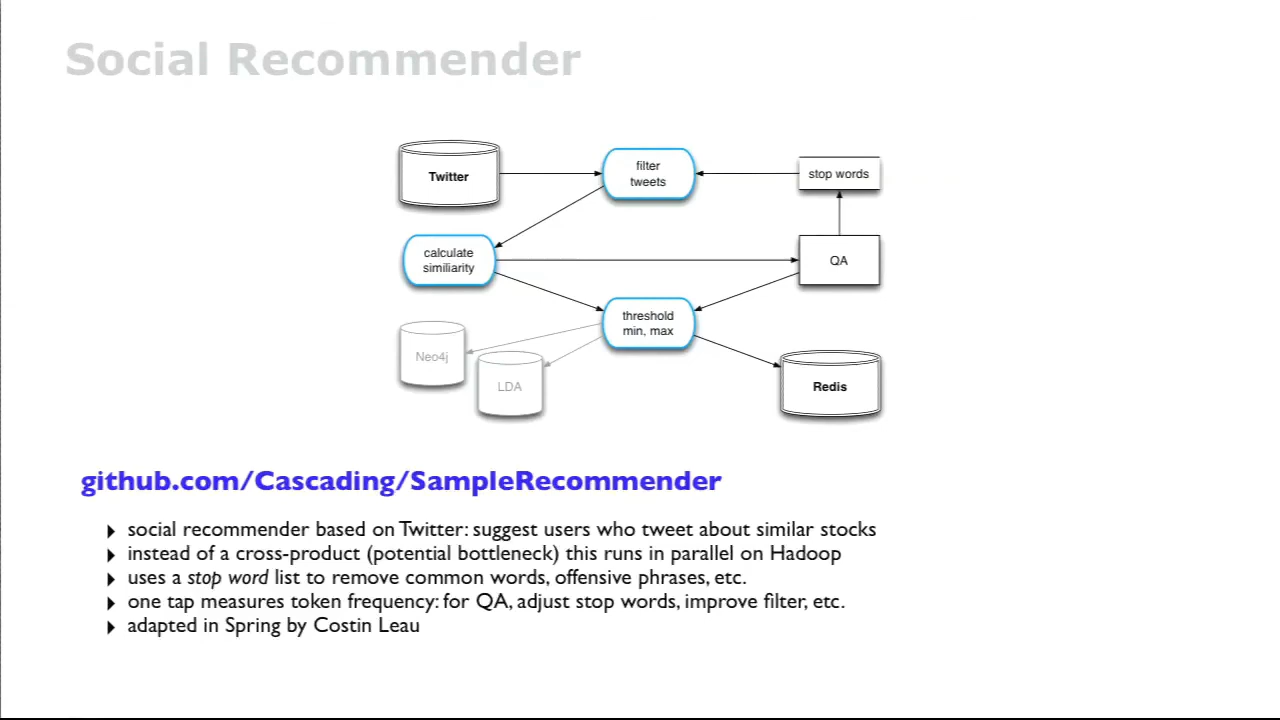 Social Recommender
Twitter
filter
tweets
stop words
calculate
similiarity
QA
threshold
min, max
Neo4j
LDA
Redis
github.com/Cascading/SampleRecommender
‣ social recommender based on Twitter: suggest users who tweet about similar stocks
‣ instead of a cross-product (potential bottleneck) this runs in parallel on Hadoop
‣ uses a stop word list to remove common words, offensive phrases, etc.
‣ one tap measures token frequency: for QA, adjust stop words, improve filter, etc.
‣ adapted in Spring by Costin Leau